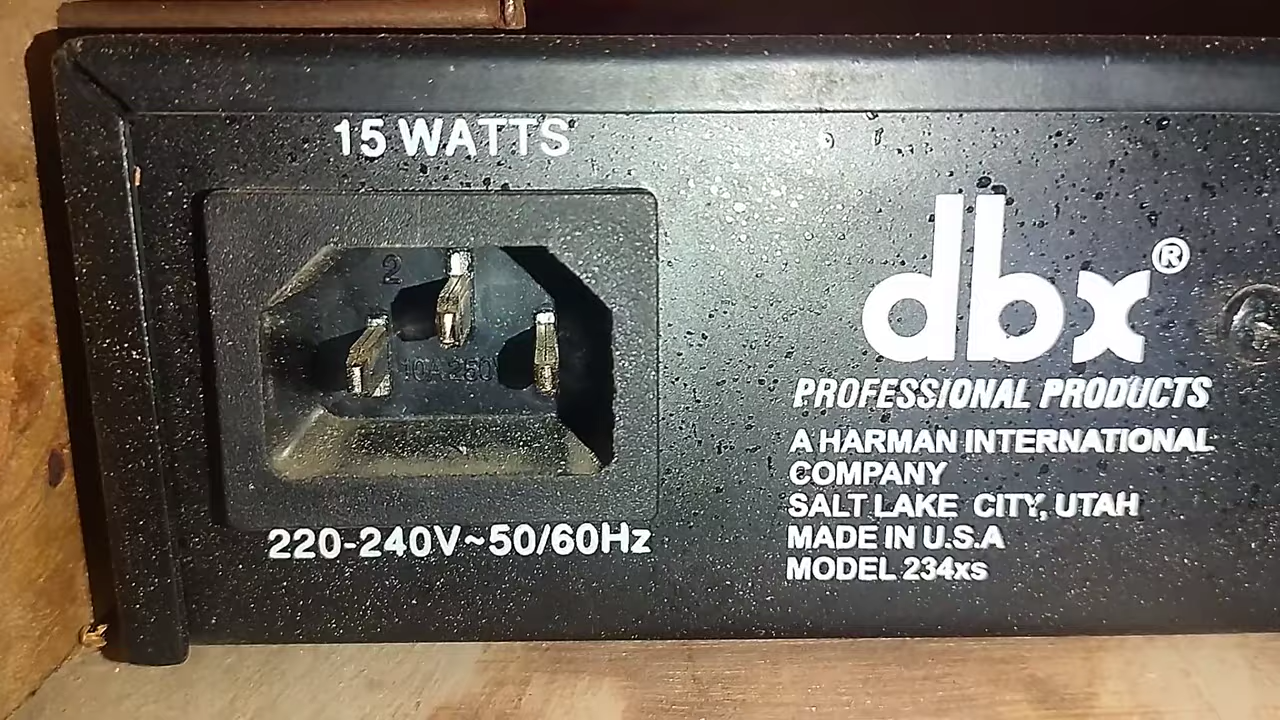 15 WATTS
2
10A 250
220-240V~50/60Hz
dbx®
PROFESSIONAL PRODUCTS
A HARMAN INTERNATIONAL
COMPANY
SALT LAKE CITY, UTAH
MADE IN U.S.A
MODEL 234xs